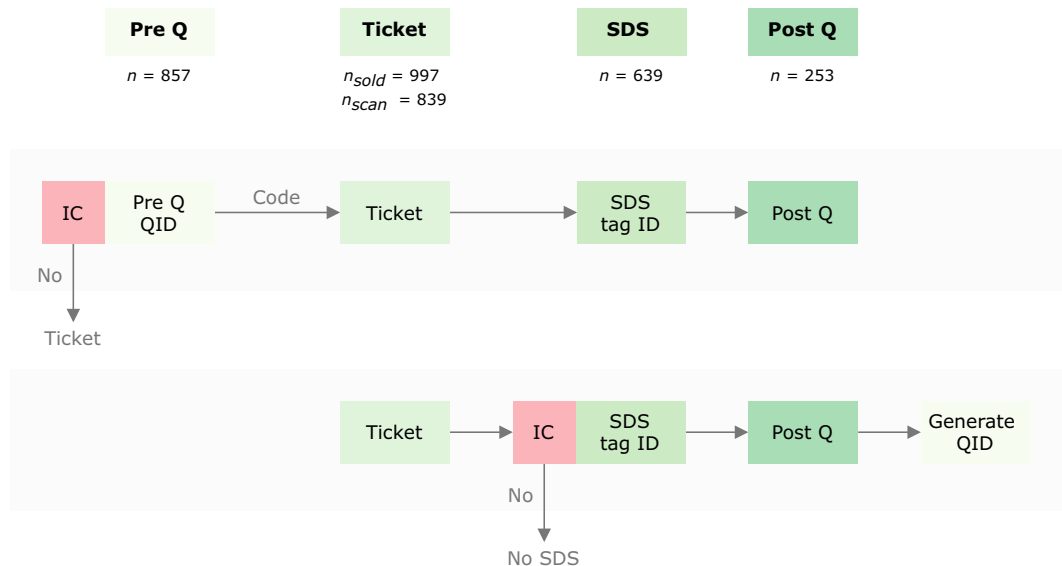 Pre Q
Ticket
SDS
Post Q
n = 857
nsold = 997
nscan = 839
n = 639
n = 253
IC
Pre Q
QID
Code
Ticket
SDS
tag ID
Post Q
No
Ticket
Ticket
IC
SDS
tag ID
Post Q
Generate
QID
No
No SDS